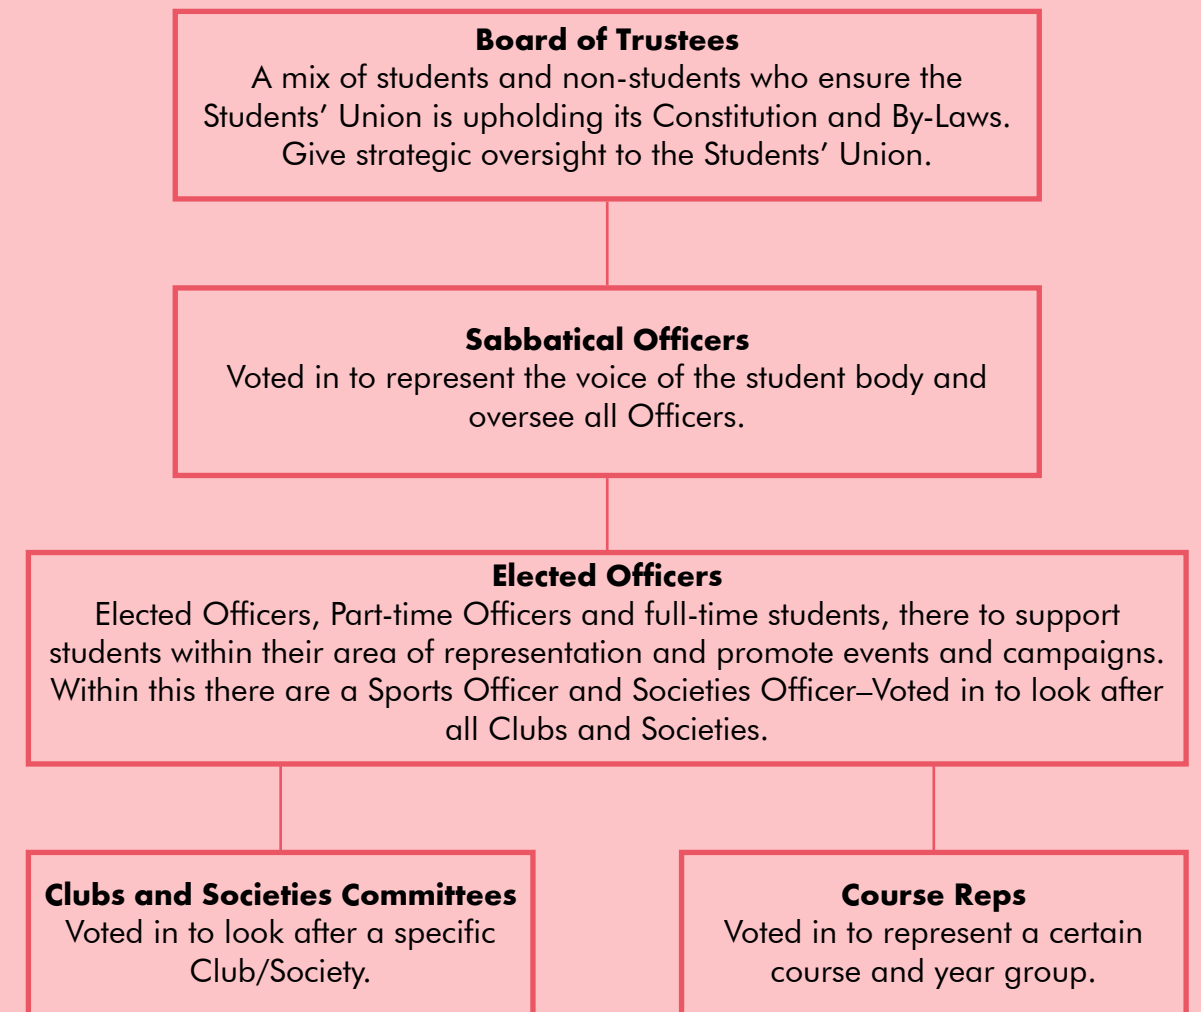 Board of Trustees
A mix of students and non-students who ensure the
Students’ Union is upholding its Constitution and By-Laws.
Give strategic oversight to the Students’ Union.
Sabbatical Officers
Voted in to represent the voice of the student body and
oversee all Officers.
Elected Officers
Elected Officers, Part-time Officers and full-time students, there to support
students within their area of representation and promote events and campaigns.
Within this there are a Sports Officer and Societies Officer–Voted in to look after
all Clubs and Societies.
Clubs and Societies Committees
Voted in to look after a specific
Club/Society.
Course Reps
Voted in to represent a certain
course and year group.